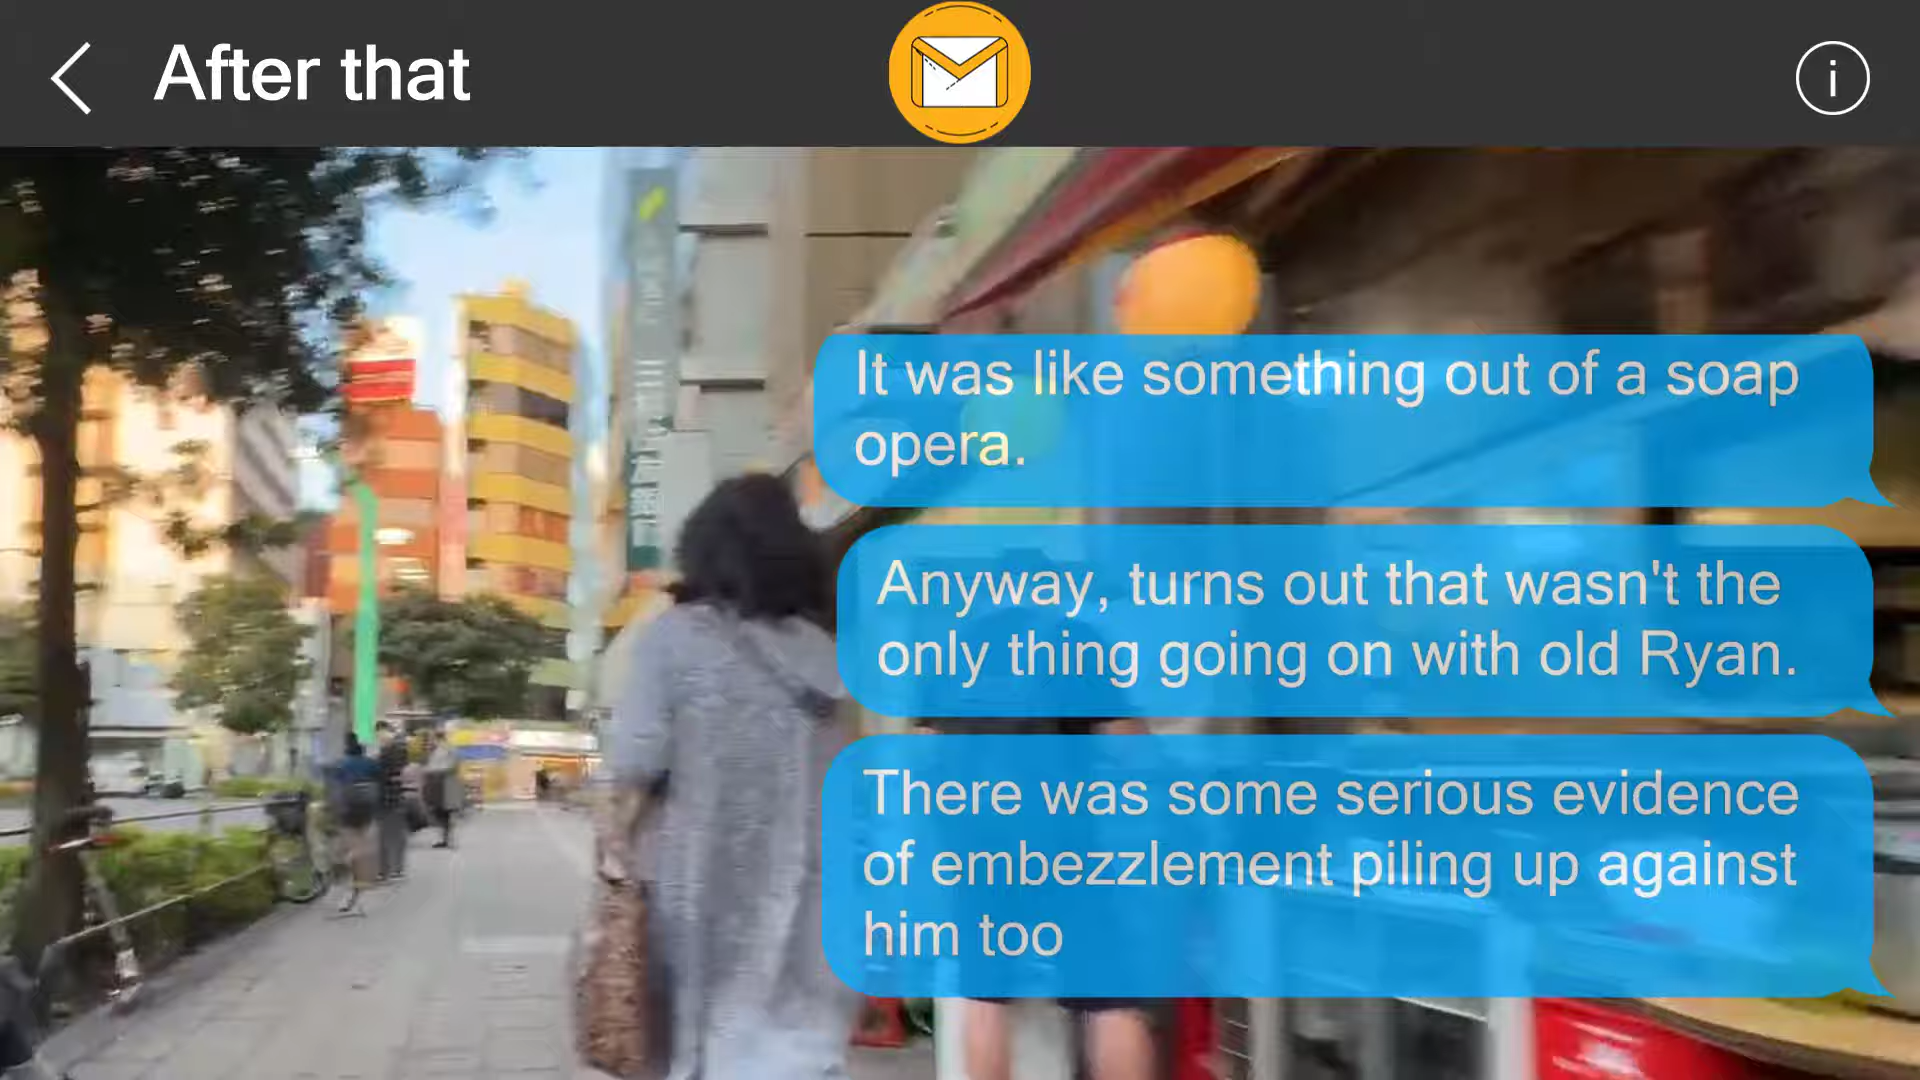 After that
It was like something out of a soap
opera.
Anyway, turns out that wasn't the
only thing going on with old Ryan.
There was some serious evidence
of embezzlement piling up against
him too